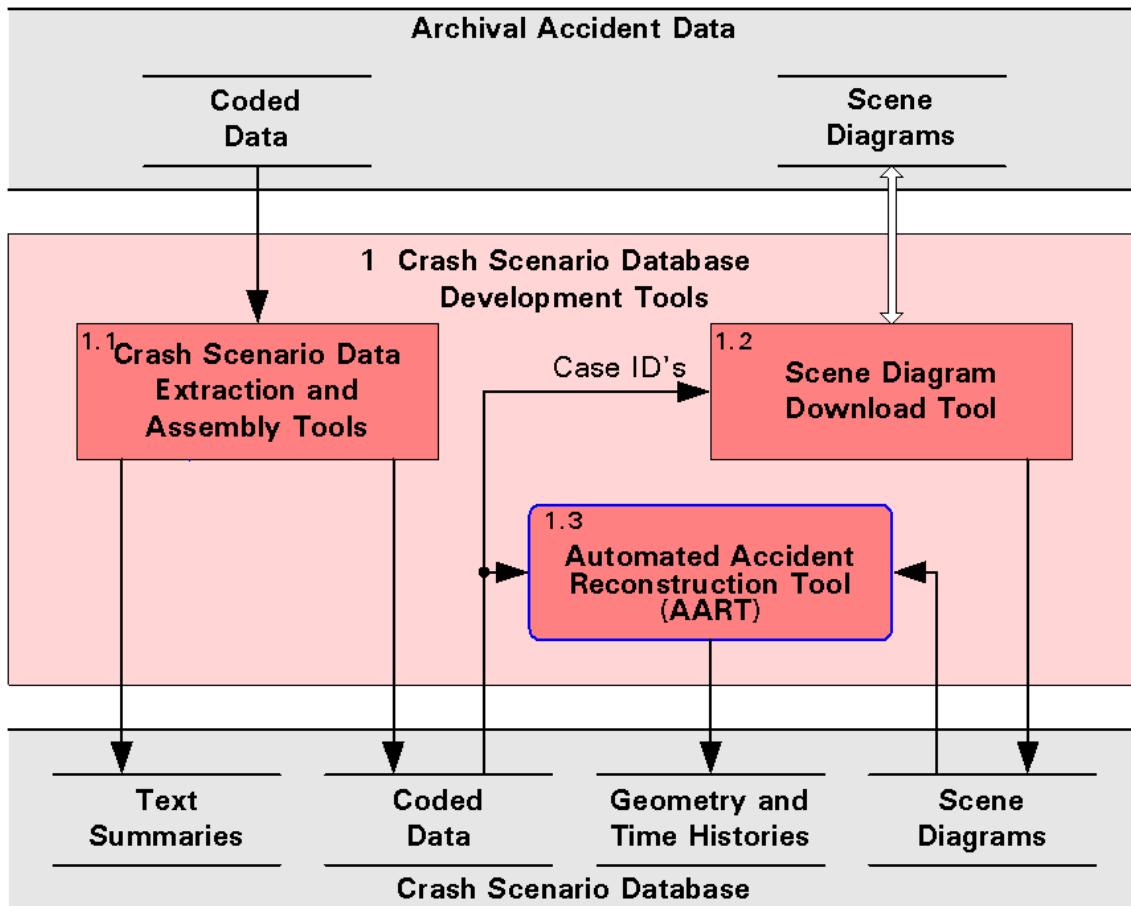 Archival Accident Data
Coded
Data
Scene
Diagrams
1 Crash Scenario Database
Development Tools
1.1
Crash Scenario Data
Extraction and
Assembly Tools
Case ID's
1.2
Scene Diagram
Download Tool
1.3
Automated Accident
Reconstruction Tool
(AART)
Text
Summaries
Coded
Data
Geometry and
Time Histories
Scene
Diagrams
Crash Scenario Database